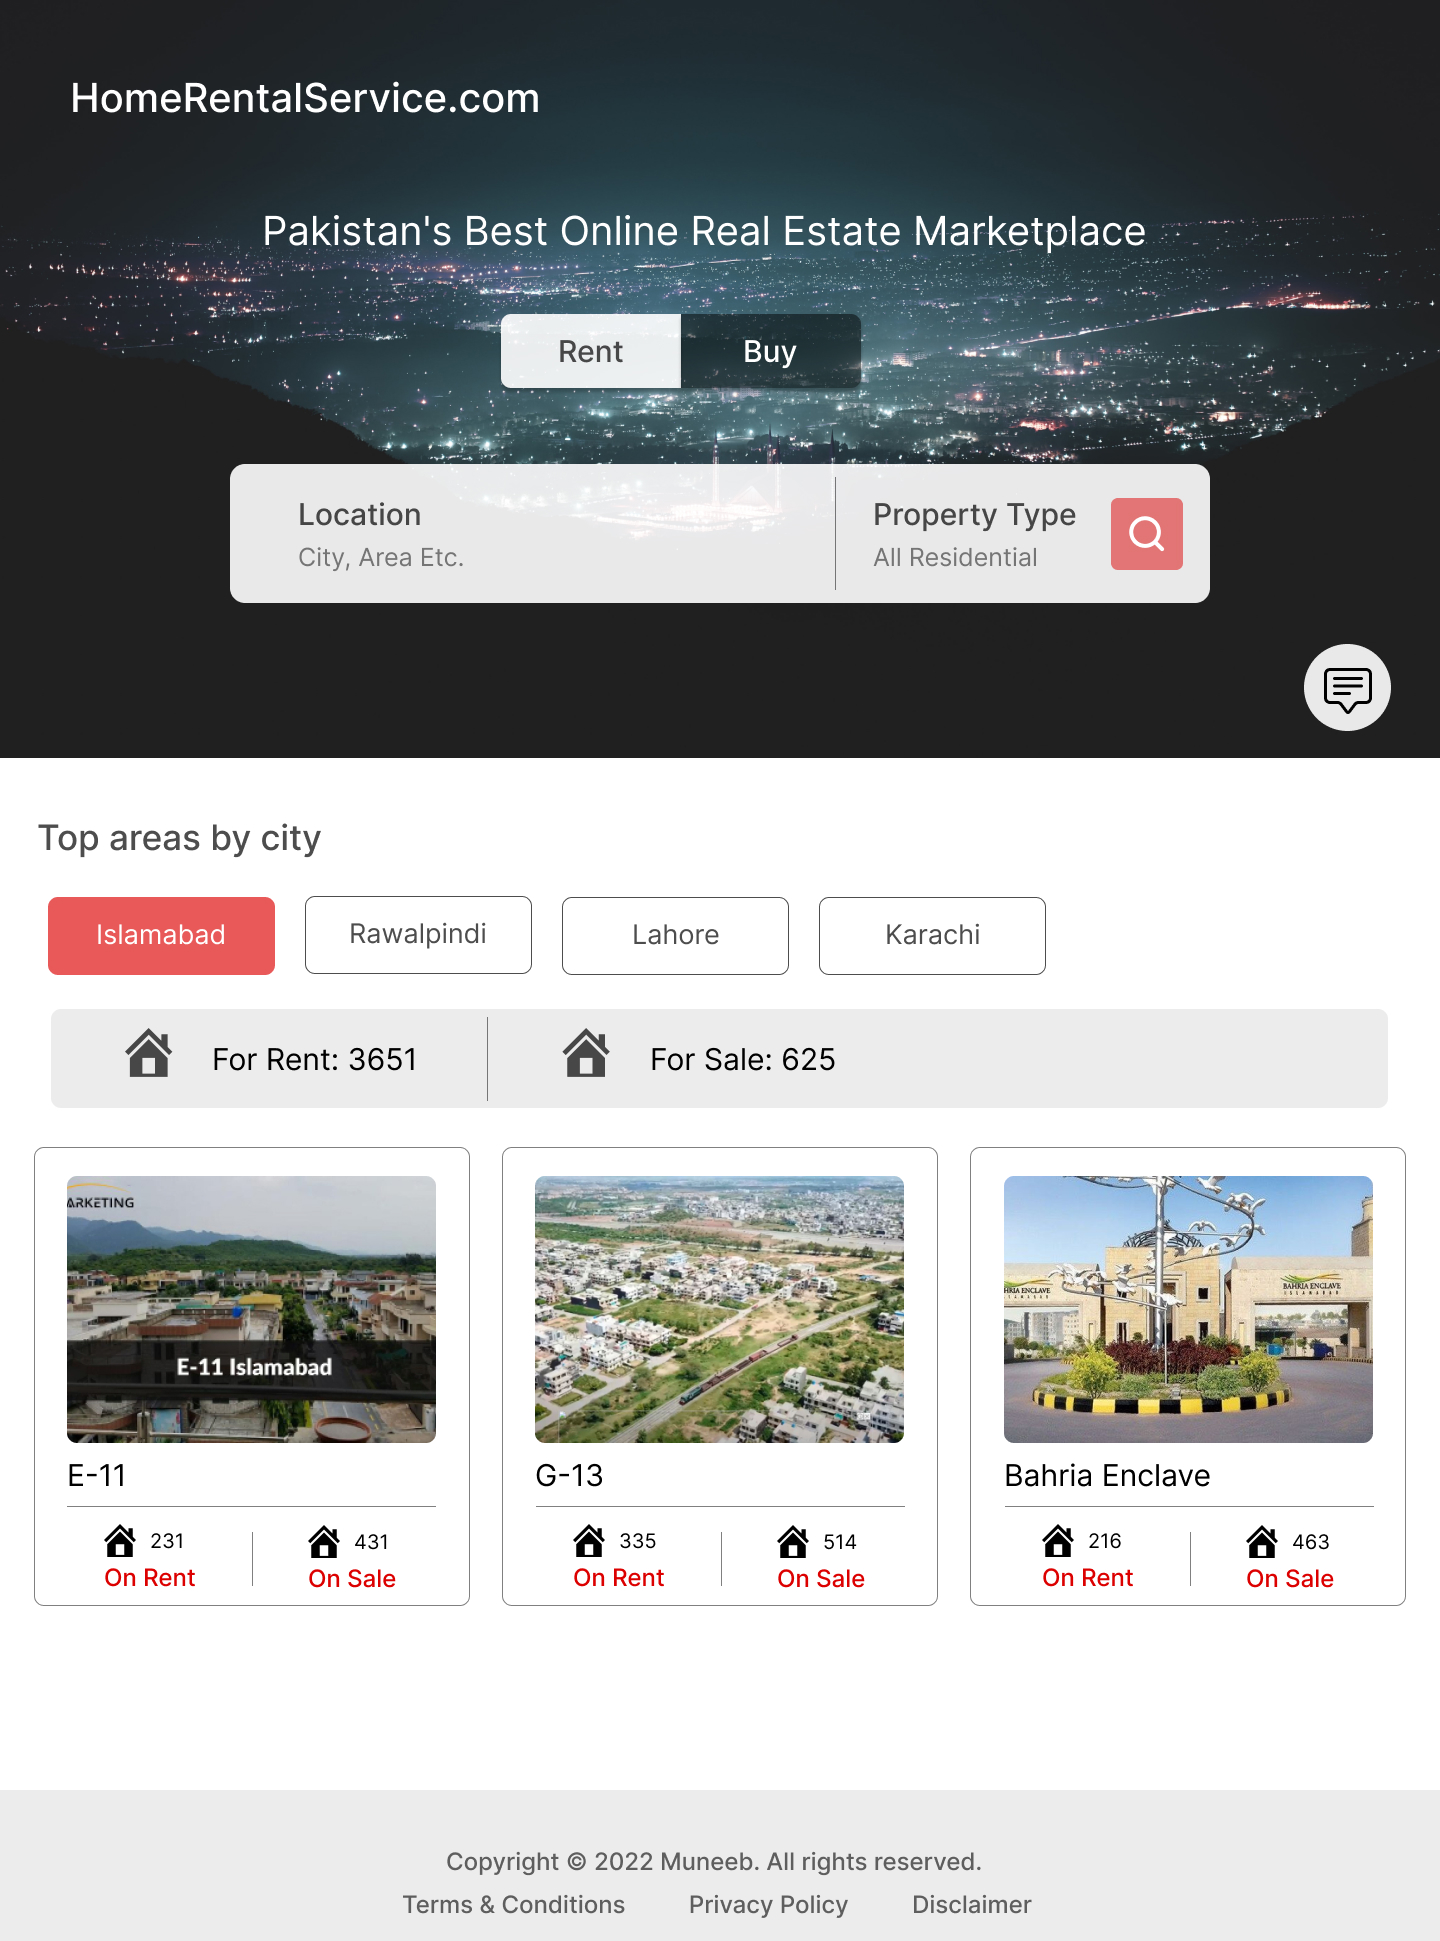 HomeRentalService.com
Pakistan's Best Online Real Estate Marketplace
Rent
Buy
Location
City, Area Etc.
Property Type
All Residential
Top areas by city
Islamabad
Rawalpindi
Lahore
Karachi
For Rent: 3651
For Sale: 625
ARKETING
E-11 Islamabad
E-11
231
On Rent
431
On Sale
G-13
335
On Rent
514
On Sale
HRIA ENCLAVE
BAHRIA ENCLAVE
ISLAMABAD
Bahria Enclave
216
On Rent
463
On Sale
Copyright © 2022 Muneeb. All rights reserved.
Terms & Conditions
Privacy Policy
Disclaimer